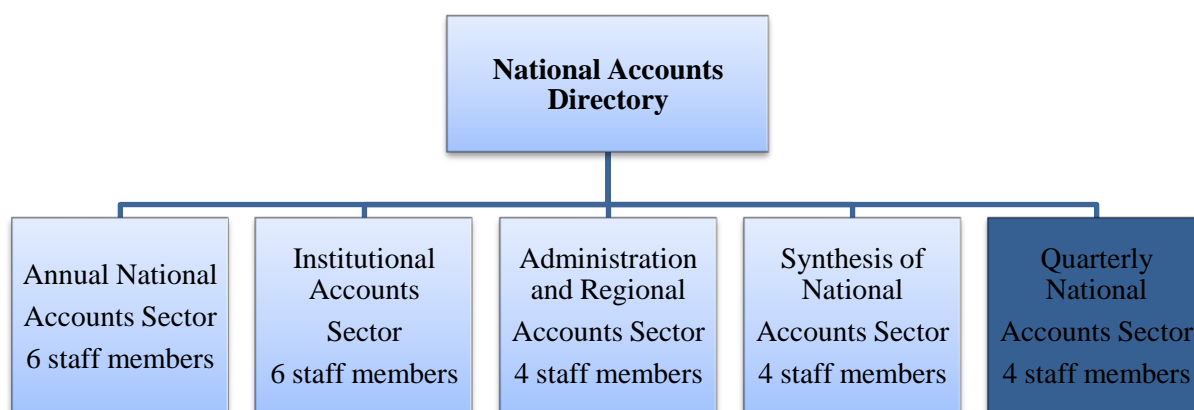 National Accounts
Directory
Annual National
Accounts Sector
6 staff members
Institutional
Accounts
Sector
6 staff members
Administration
and Regional
Accounts Sector
4 staff members
Synthesis of
National
Accounts Sector
4 staff members
Quarterly
National
Accounts Sector
4 staff members